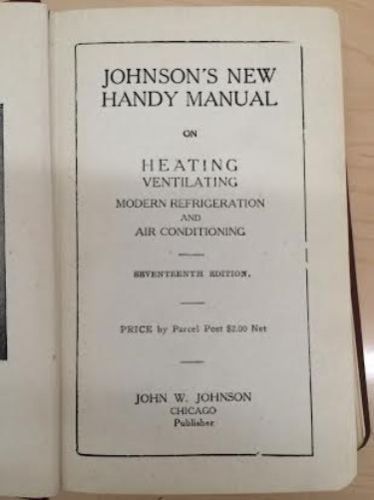 JOHNSON'S NEW
HANDY MANUAL
ON
HEATING
VENTILATING
MODERN REFRIGERATION
AND
AIR CONDITIONING
SEVENTEENTH EDITION.
PRICE by Parcel Post $2.00 Net
JOHN W. JOHNSON
CHICAGO
Publisher